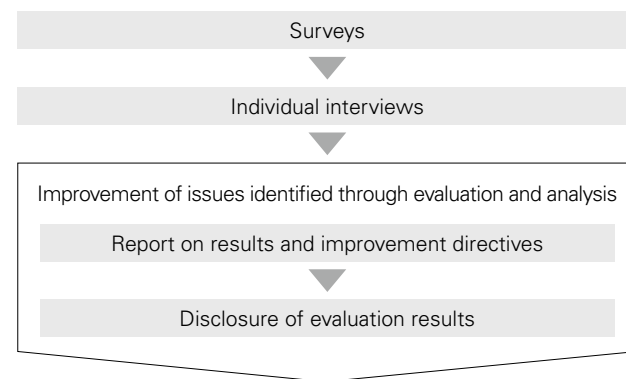 Surveys
Individual interviews
Improvement of issues identified through evaluation and analysis
Report on results and improvement directives
Disclosure of evaluation results